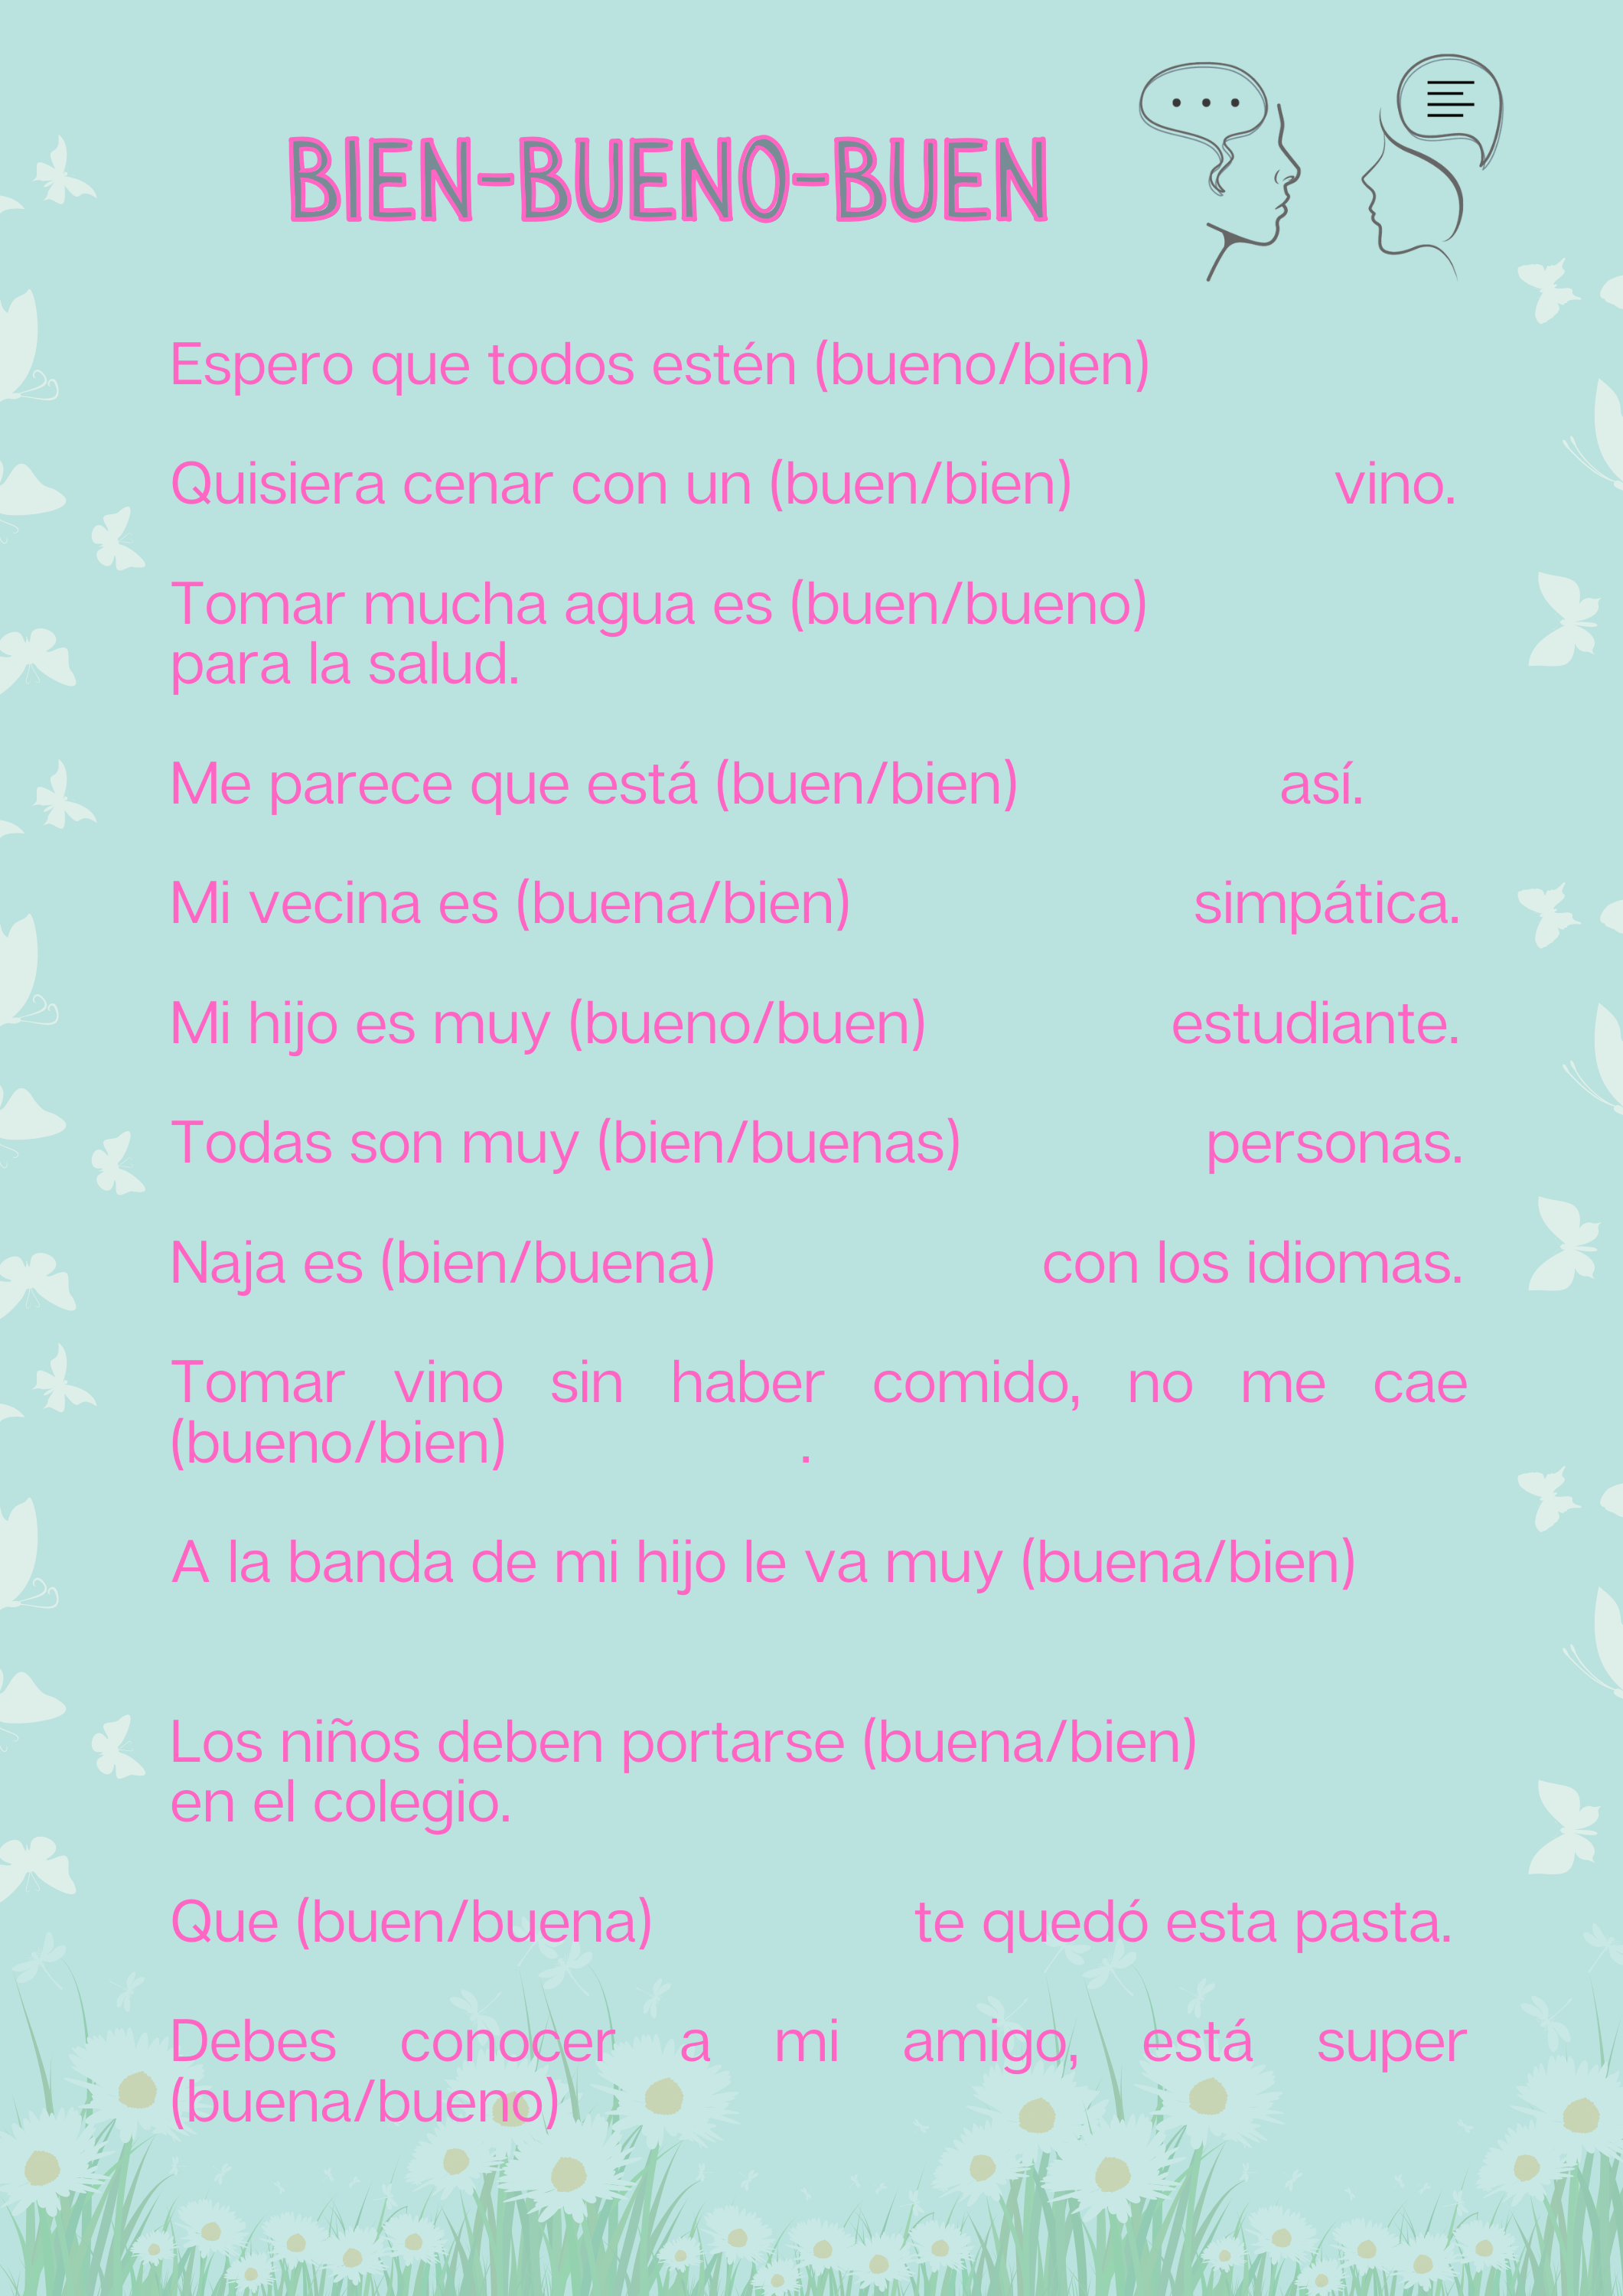 BIEN-BUENO-BUEN
Espero que todos estén (bueno/bien)
Quisiera cenar con un (buen/bien) vino.
Tomar mucha agua es (buen/bueno)
para la salud.
Me parece que está (buen/bien) así.
Mi vecina es (buena/bien) simpática.
Mi hijo es muy (bueno/buen) estudiante.
Todas son muy (bien/buenas) personas.
Naja es (bien/buena) con los idiomas.
Tomar vino sin haber comido, no me cae
(bueno/bien) .
A la banda de mi hijo le va muy (buena/bien)
Los niños deben portarse (buena/bien)
en el colegio.
Que (buen/buena) te quedó esta pasta.
Debes conocer a mi amigo, está super
(buena/bueno)